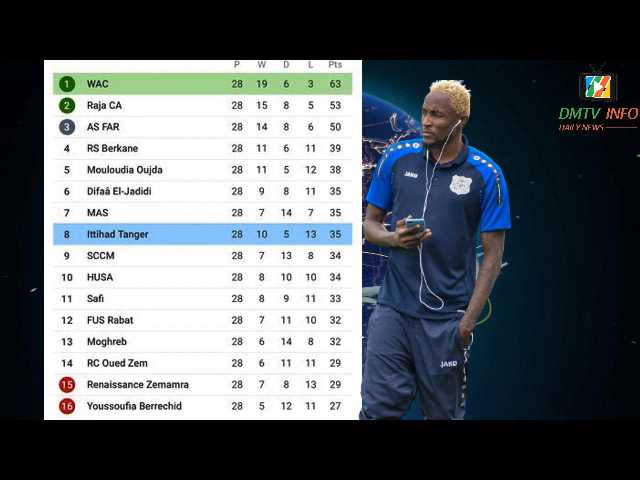 P W D L Pts
1 WAC 28 19 6 3 63
2 Raja CA 28 15 8 5 53
3 AS FAR 28 14 8 6 50
4 RS Berkane 28 11 6 11 39
5 Mouloudia Oujda 28 11 5 12 38
6 Difaâ El-Jadidi 28 9 8 11 35
7 MAS 28 7 14 7 35
8 Ittihad Tanger 28 10 5 13 35
9 SCCM 28 7 13 8 34
10 HUSA 28 8 10 10 34
11 Safi 28 8 9 11 33
12 FUS Rabat 28 7 11 10 32
13 Moghreb 28 6 14 8 32
14 RC Oued Zem 28 6 11 11 29
15 Renaissance Zemamra 28 7 8 13 29
16 Youssoufia Berrechid 28 5 12 11 27
DMTV INFO
DAILY NEWS
JAKO
JAKO